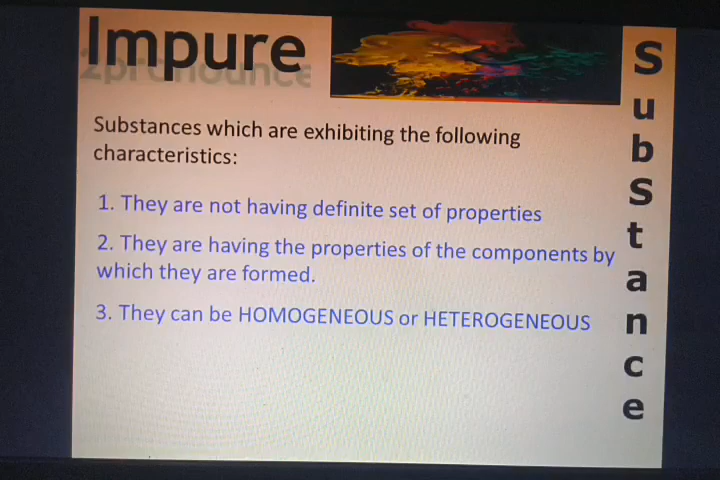 Impure
2pronounce
Substances which are exhibiting the following
characteristics:
1. They are not having definite set of properties
2. They are having the properties of the components by
which they are formed.
3. They can be HOMOGENEOUS or HETEROGENEOUS
SubStance